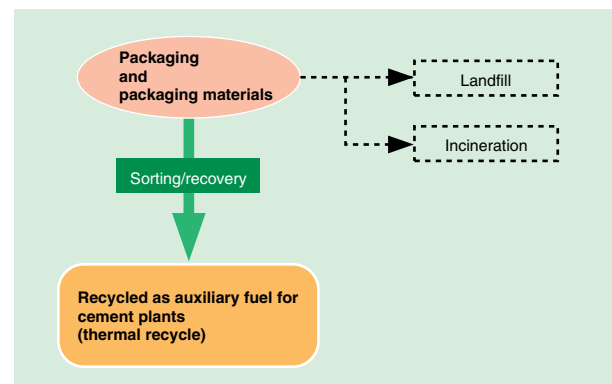 Packaging
and
packaging materials
Landfill
Incineration
Sorting/recovery
Recycled as auxiliary fuel for
cement plants
(thermal recycle)